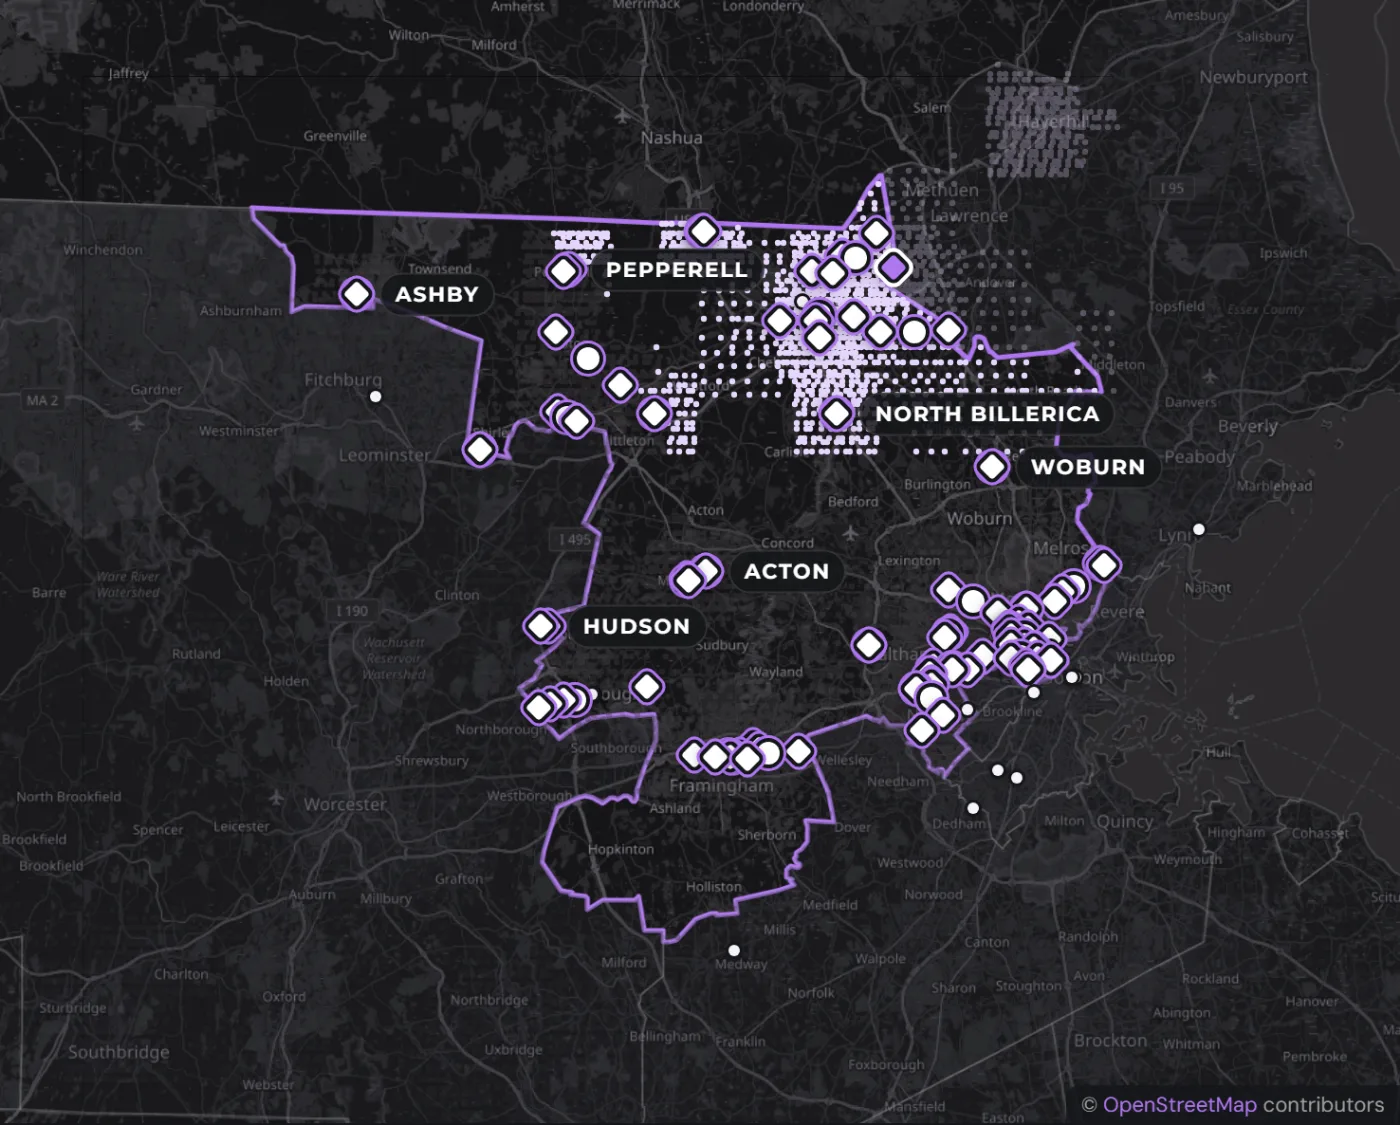 Amherst
Merrimack
Londonderry
Amesbury
Wilton
Milford
Salisbury
Jaffrey
Newburyport
Salem
Haverhill
Greenville
Nashua
I 95
Methuen
Lawrence
Winchendon
Ipswich
Townsend
PEPPERELL
Andover
ASHBY
Ashburnham
Topsfield
Essex County
Fitchburg
Middleton
Gardner
MA 2
Danvers
NORTH BILLERICA
Westminster
Beverly
Shirley
Littleton
Leominster
Peabody
WOBURN
Burlington
Marblehead
Bedford
Acton
Woburn
Lynn
I 495
Concord
Melrose
Lexington
ACTON
Ware River
Watershed
Barre
Clinton
Nahant
I 190
Revere
HUDSON
Wachusett
Reservoir
Watershed
Sudbury
Rutland
Waltham
Winthrop
Wayland
Holden
Boston
Northborough
Brookline
Southborough
Hull
Shrewsbury
Wellesley
Needham
Framingham
North Brookfield
Westborough
Worcester
Ashland
Spencer
Leicester
Sherborn
Dover
Dedham
Milton
Quincy
Hingham
Cohasset
Brookfield
Hopkinton
Westwood
Weymouth
Brookfield
Grafton
Holliston
Norwood
Auburn
Millbury
Medfield
Millis
Randolph
Canton
Milford
Medway
Walpole
Charlton
Avon
Rockland
Oxford
Norfolk
Sharon
Stoughton
Hanover
Sturbridge
Northbridge
Abington
Bellingham
Franklin
Brockton
Whitman
Southbridge
Uxbridge
Pembroke
Foxborough
Webster
Mansfield
Easton
© OpenStreetMap contributors